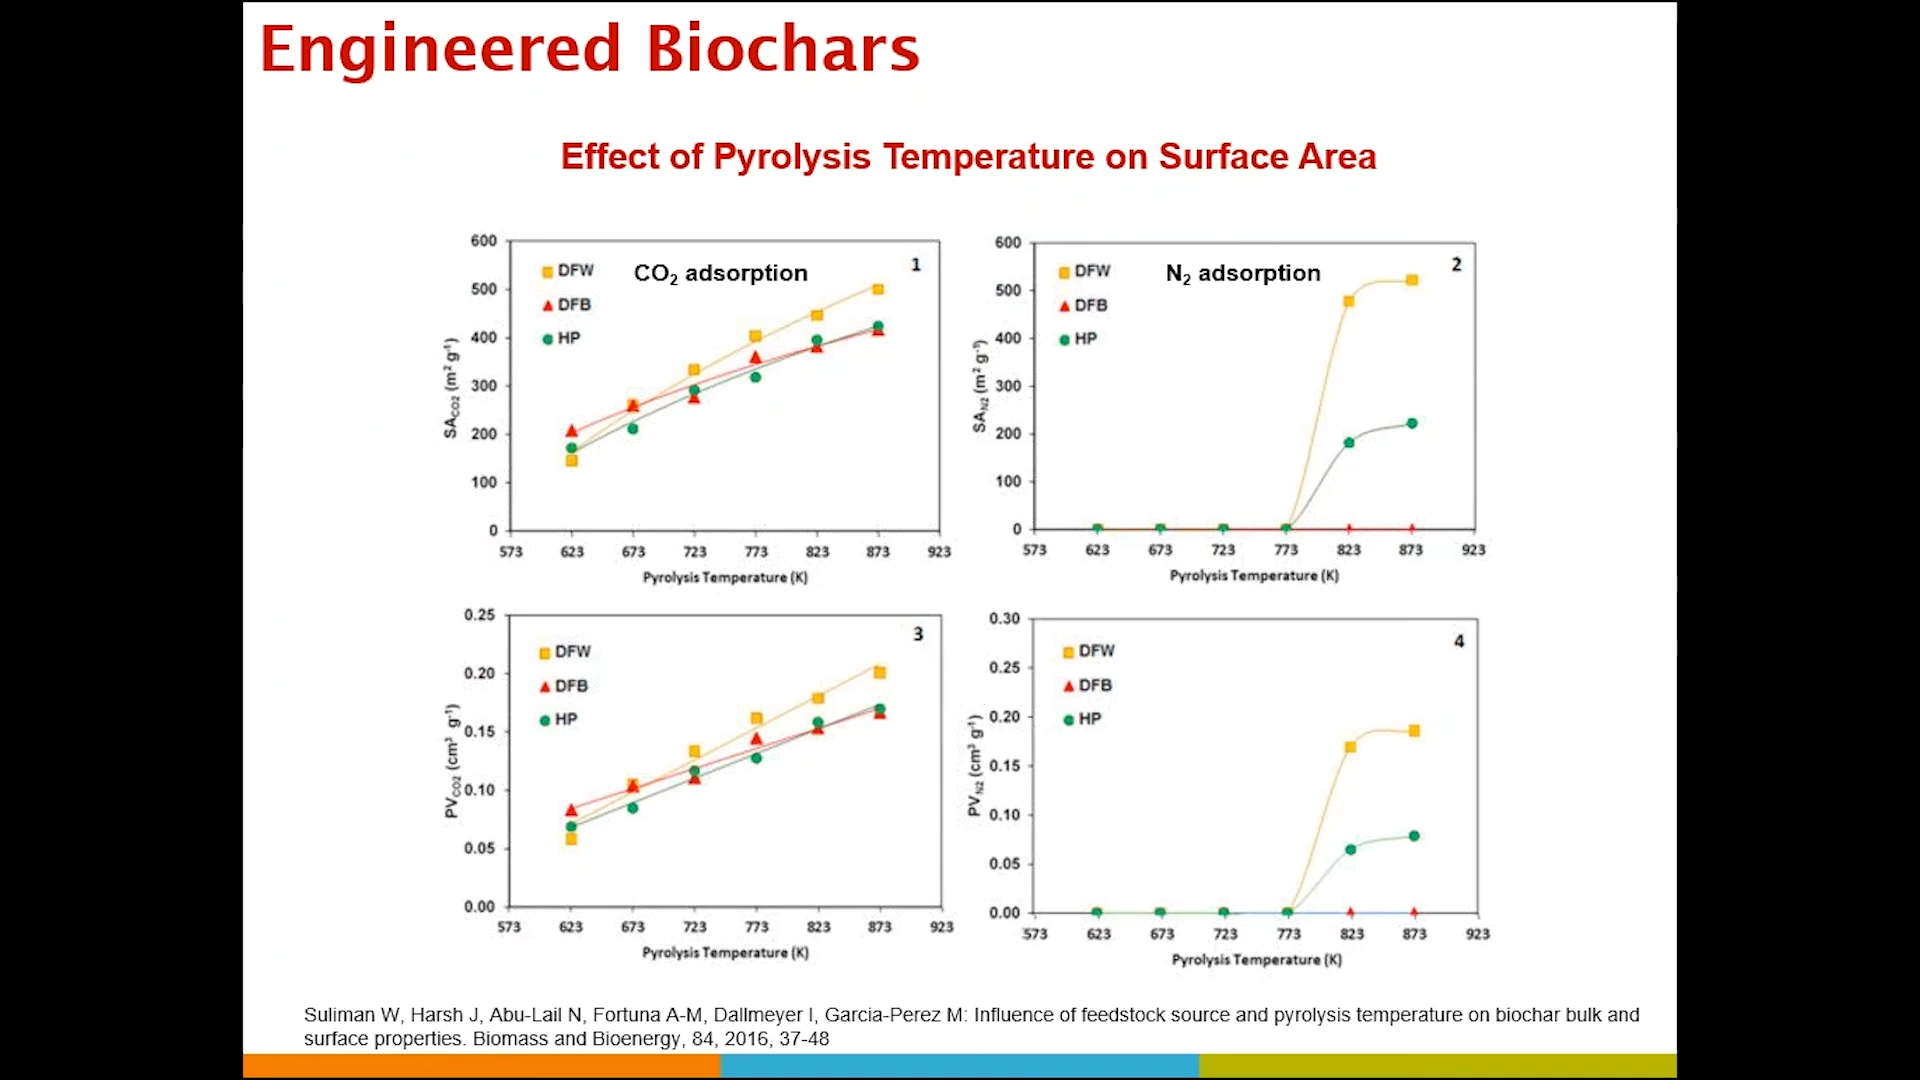 Engineered Biochars
Effect of Pyrolysis Temperature on Surface Area
600
500
400
300
200
100
0
SA_CO2 (m² g⁻¹)
DFW
DFB
HP
CO₂ adsorption
1
573 623 673 723 773 823 873 923
Pyrolysis Temperature (K)
600
500
400
300
200
100
0
SA_N2 (m² g⁻¹)
DFW
DFB
HP
N₂ adsorption
2
573 623 673 723 773 823 873 923
Pyrolysis Temperature (K)
0.25
0.20
0.15
0.10
0.05
0.00
PV_CO2 (cm³ g⁻¹)
DFW
DFB
HP
3
573 623 673 723 773 823 873 923
Pyrolysis Temperature (K)
0.30
0.25
0.20
0.15
0.10
0.05
0.00
PV_N2 (cm³ g⁻¹)
DFW
DFB
HP
4
573 623 673 723 773 823 873 923
Pyrolysis Temperature (K)
Suliman W, Harsh J, Abu-Lail N, Fortuna A-M, Dallmeyer I, Garcia-Perez M: Influence of feedstock source and pyrolysis temperature on biochar bulk and
surface properties. Biomass and Bioenergy, 84, 2016, 37-48